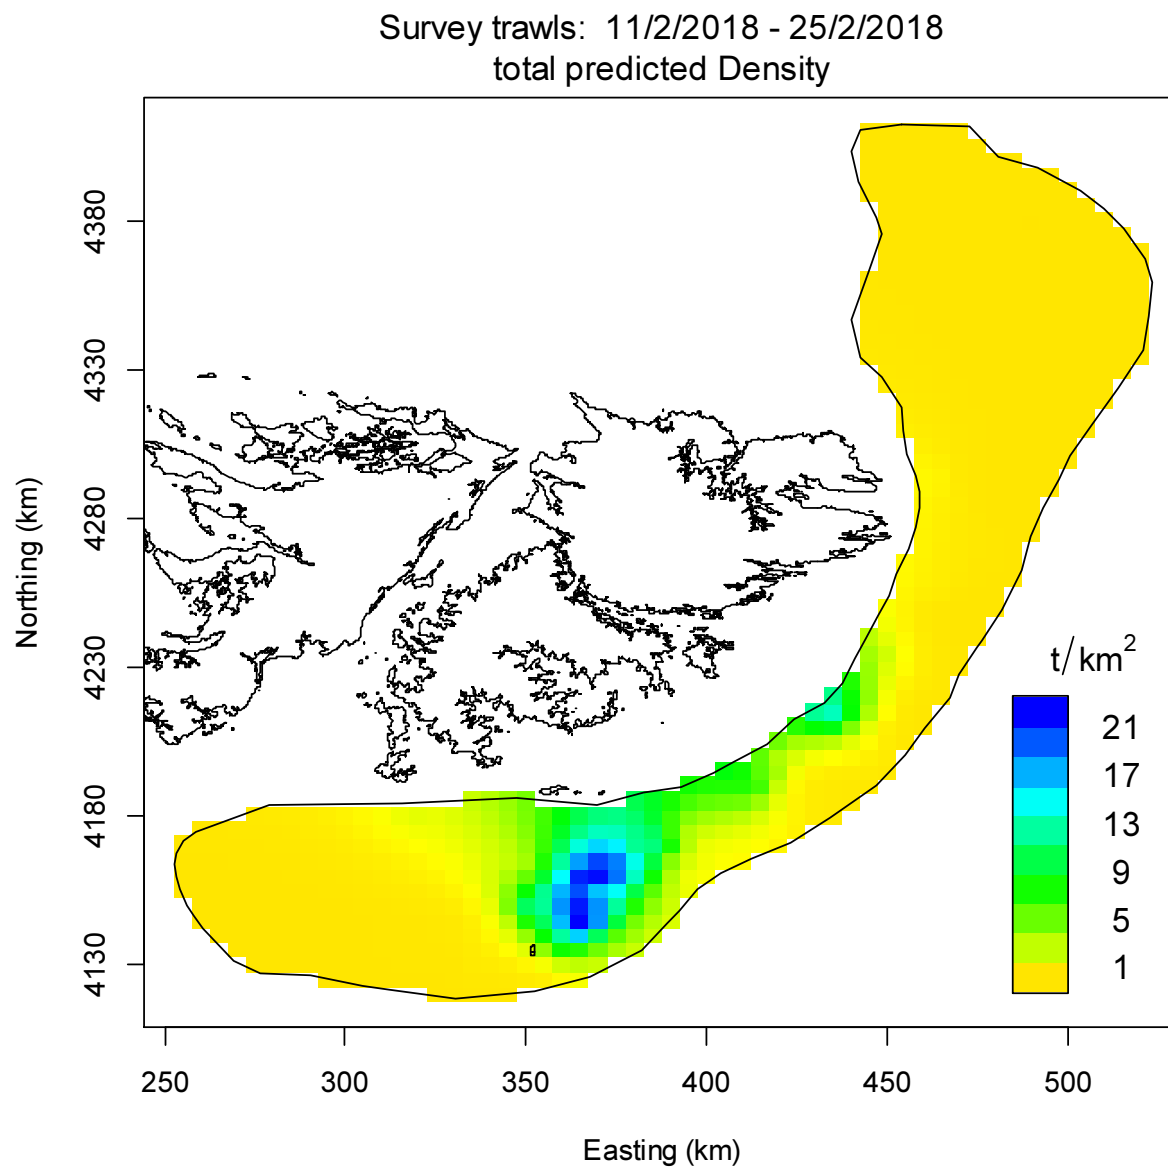 Survey trawls: 11/2/2018 - 25/2/2018
total predicted Density
Northing (km)
4380
4330
4280
4230
4180
4130
t/km²
21
17
13
9
5
1
250 300 350 400 450 500
Easting (km)